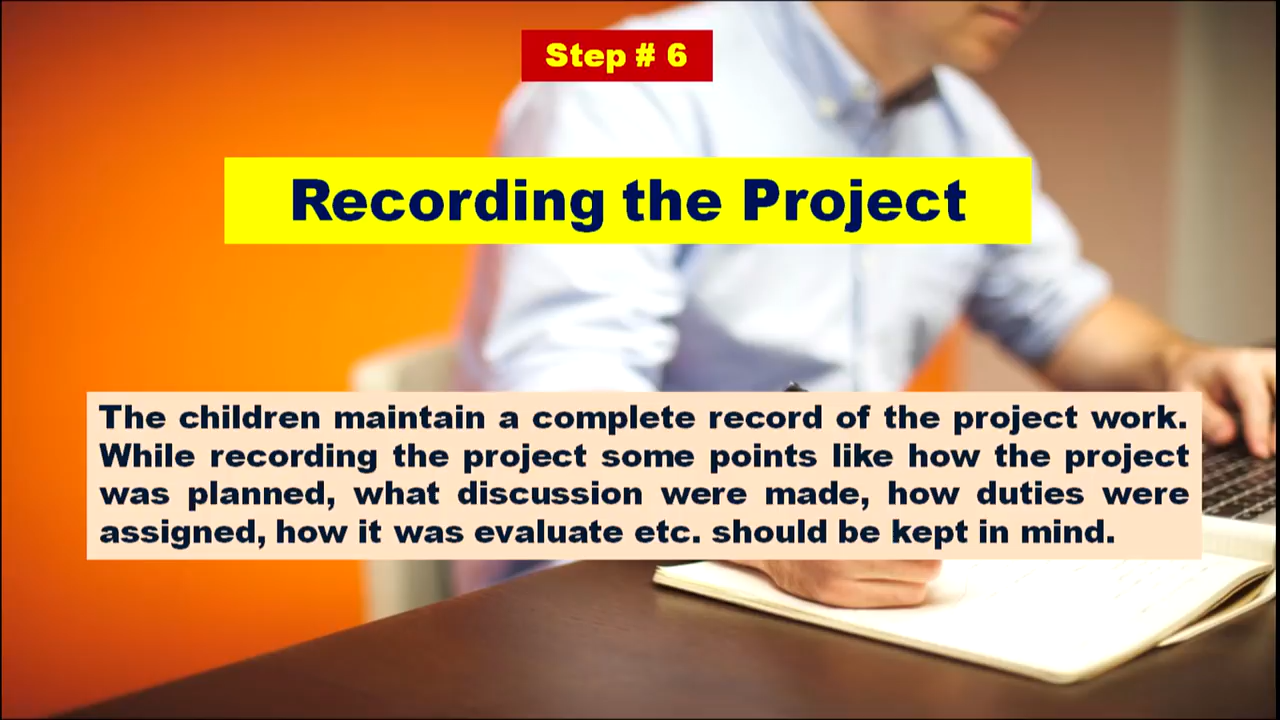 Step # 6
Recording the Project
The children maintain a complete record of the project work.
While recording the project some points like how the project
was planned, what discussion were made, how duties were
assigned, how it was evaluate etc. should be kept in mind.